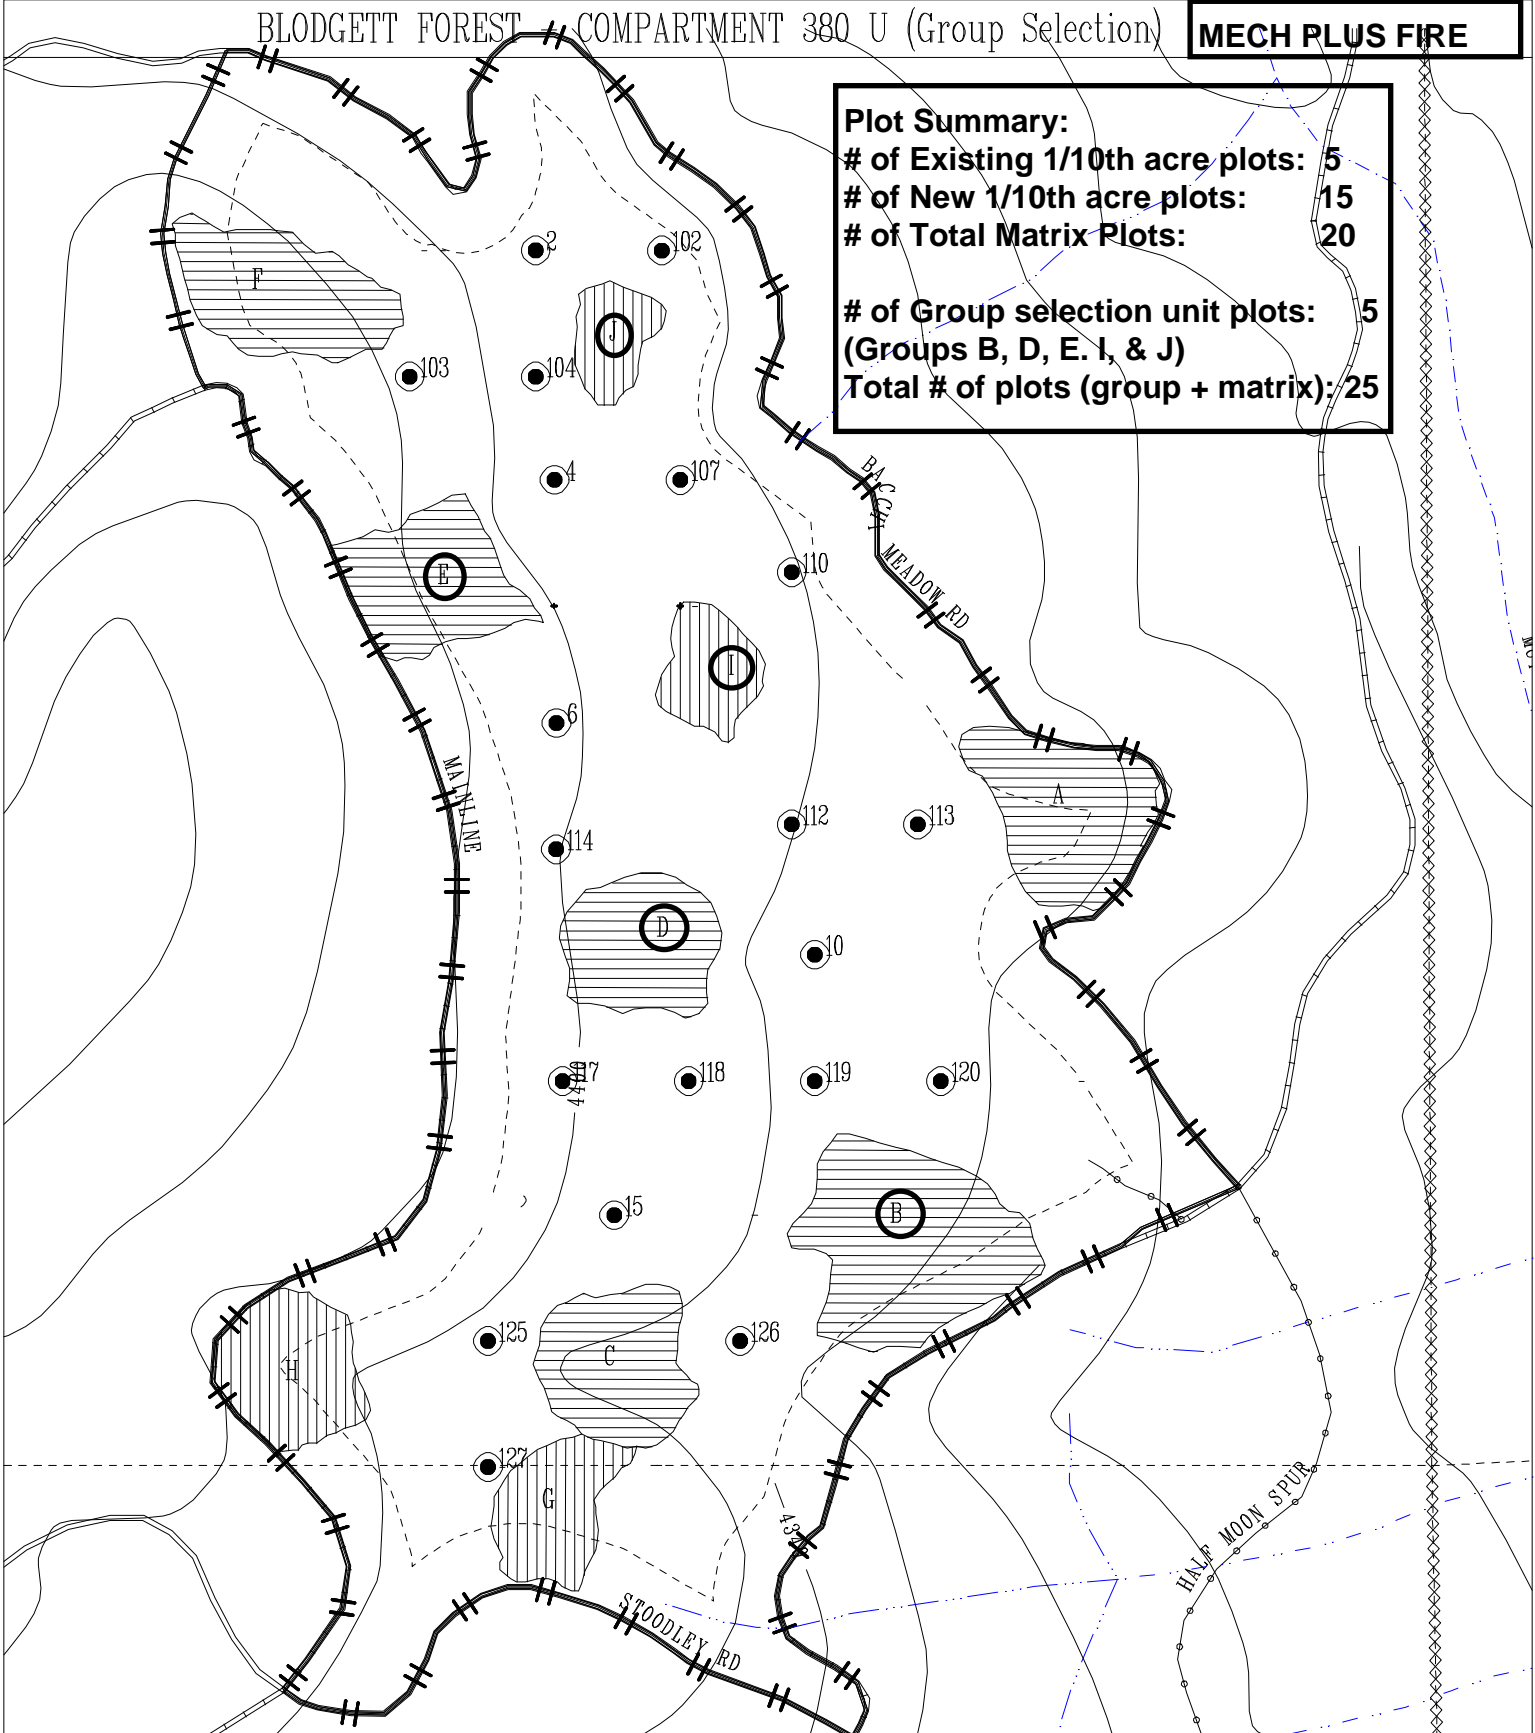 BLODGETT FOREST - COMPARTMENT 380 U (Group Selection)
MECH PLUS FIRE
Plot Summary:
# of Existing 1/10th acre plots: 5
# of New 1/10th acre plots: 15
# of Total Matrix Plots: 20
# of Group selection unit plots: 5
(Groups B, D, E. I, & J)
Total # of plots (group + matrix): 25
2
102
F
J
103
104
4
107
BACCHI MEADOW RD
110
E
I
6
MAINLINE
A
112
113
114
D
10
117
118
119
120
4400
15
B
125
126
C
H
127
G
HALF MOON SPUR
STOODLEY RD